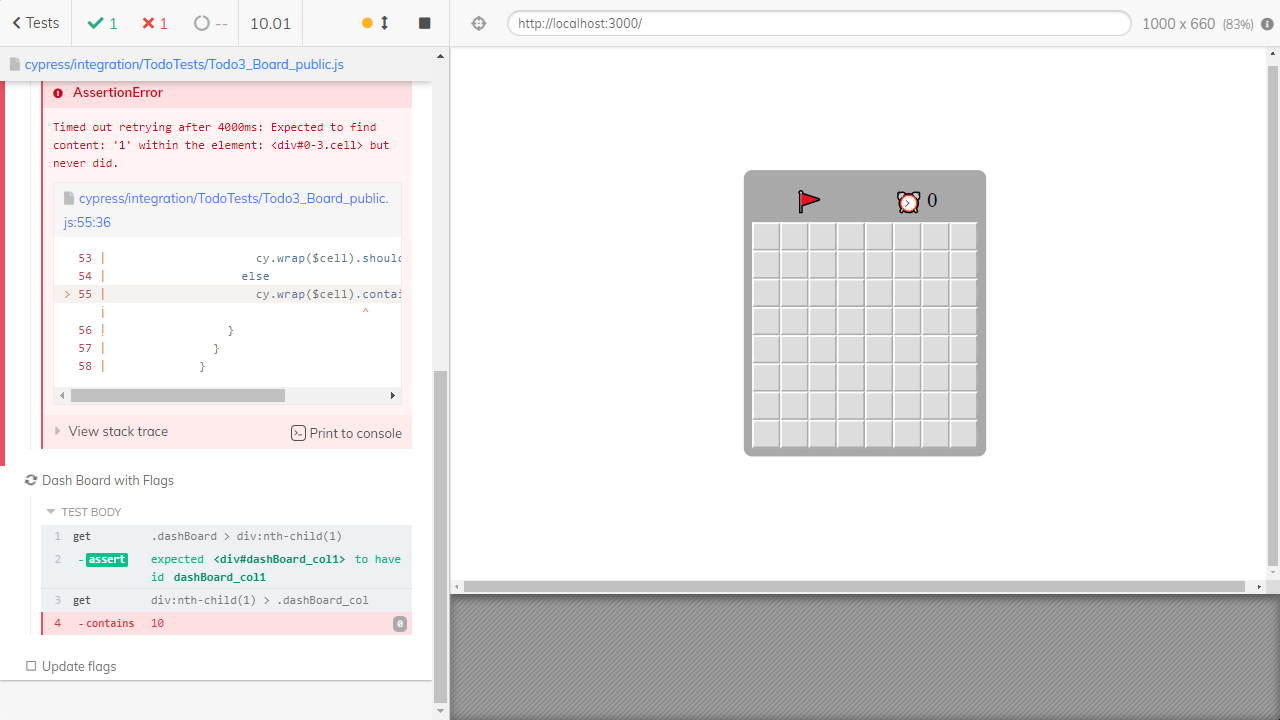 Tests
1
1
--
10.01
http://localhost:3000/
1000 x 660 (83%)
cypress/integration/TodoTests/Todo3_Board_public.js
AssertionError
Timed out retrying after 4000ms: Expected to find
content: '1' within the element: <div#0-3.cell> but
never did.
cypress/integration/TodoTests/Todo3_Board_public.
js:55:36
53 | cy.wrap($cell).should
54 | else
> 55 | cy.wrap($cell).contai
| ^
56 | }
57 | }
58 | }
View stack trace
Print to console
Dash Board with Flags
TEST BODY
1 get .dashBoard > div:nth-child(1)
2 -assert expected <div#dashBoard_col1> to have
id dashBoard_col1
3 get div:nth-child(1) > .dashBoard_col
4 -contains 10 0
Update flags
0